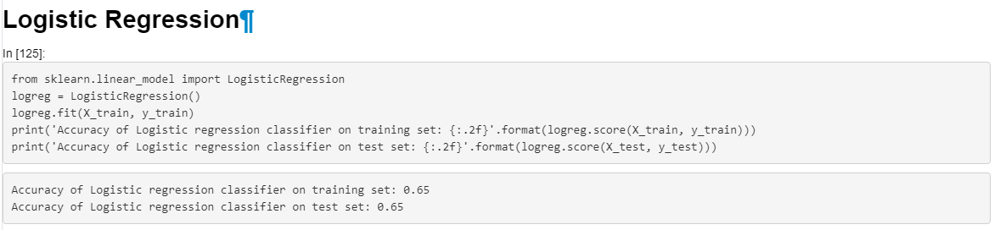 Logistic Regression¶
In [125]:
from sklearn.linear_model import LogisticRegression
logreg = LogisticRegression()
logreg.fit(X_train, y_train)
print('Accuracy of Logistic regression classifier on training set: {:.2f}'.format(logreg.score(X_train, y_train)))
print('Accuracy of Logistic regression classifier on test set: {:.2f}'.format(logreg.score(X_test, y_test)))
Accuracy of Logistic regression classifier on training set: 0.65
Accuracy of Logistic regression classifier on test set: 0.65